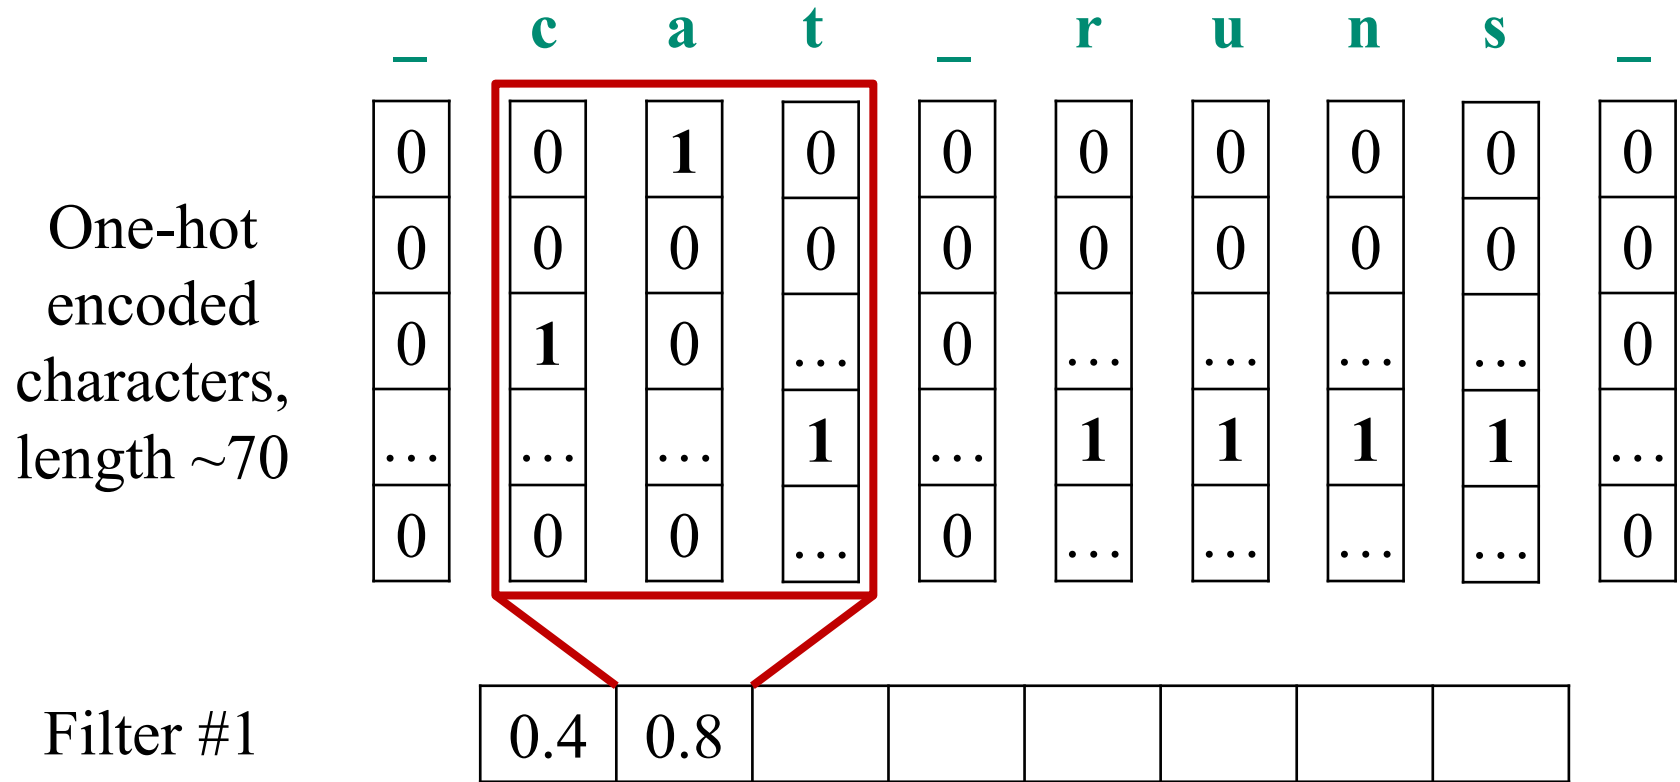 _ c a t _ r u n s _
0 0 1 0 0 0 0 0 0 0
One-hot
0 0 0 0 0 0 0 0 0 0
encoded
0 1 0 … 0 … … … … 0
characters,
… … … 1 … 1 1 1 1 …
length ~70
0 0 0 … 0 … … … … 0
Filter #1 0.4 0.8